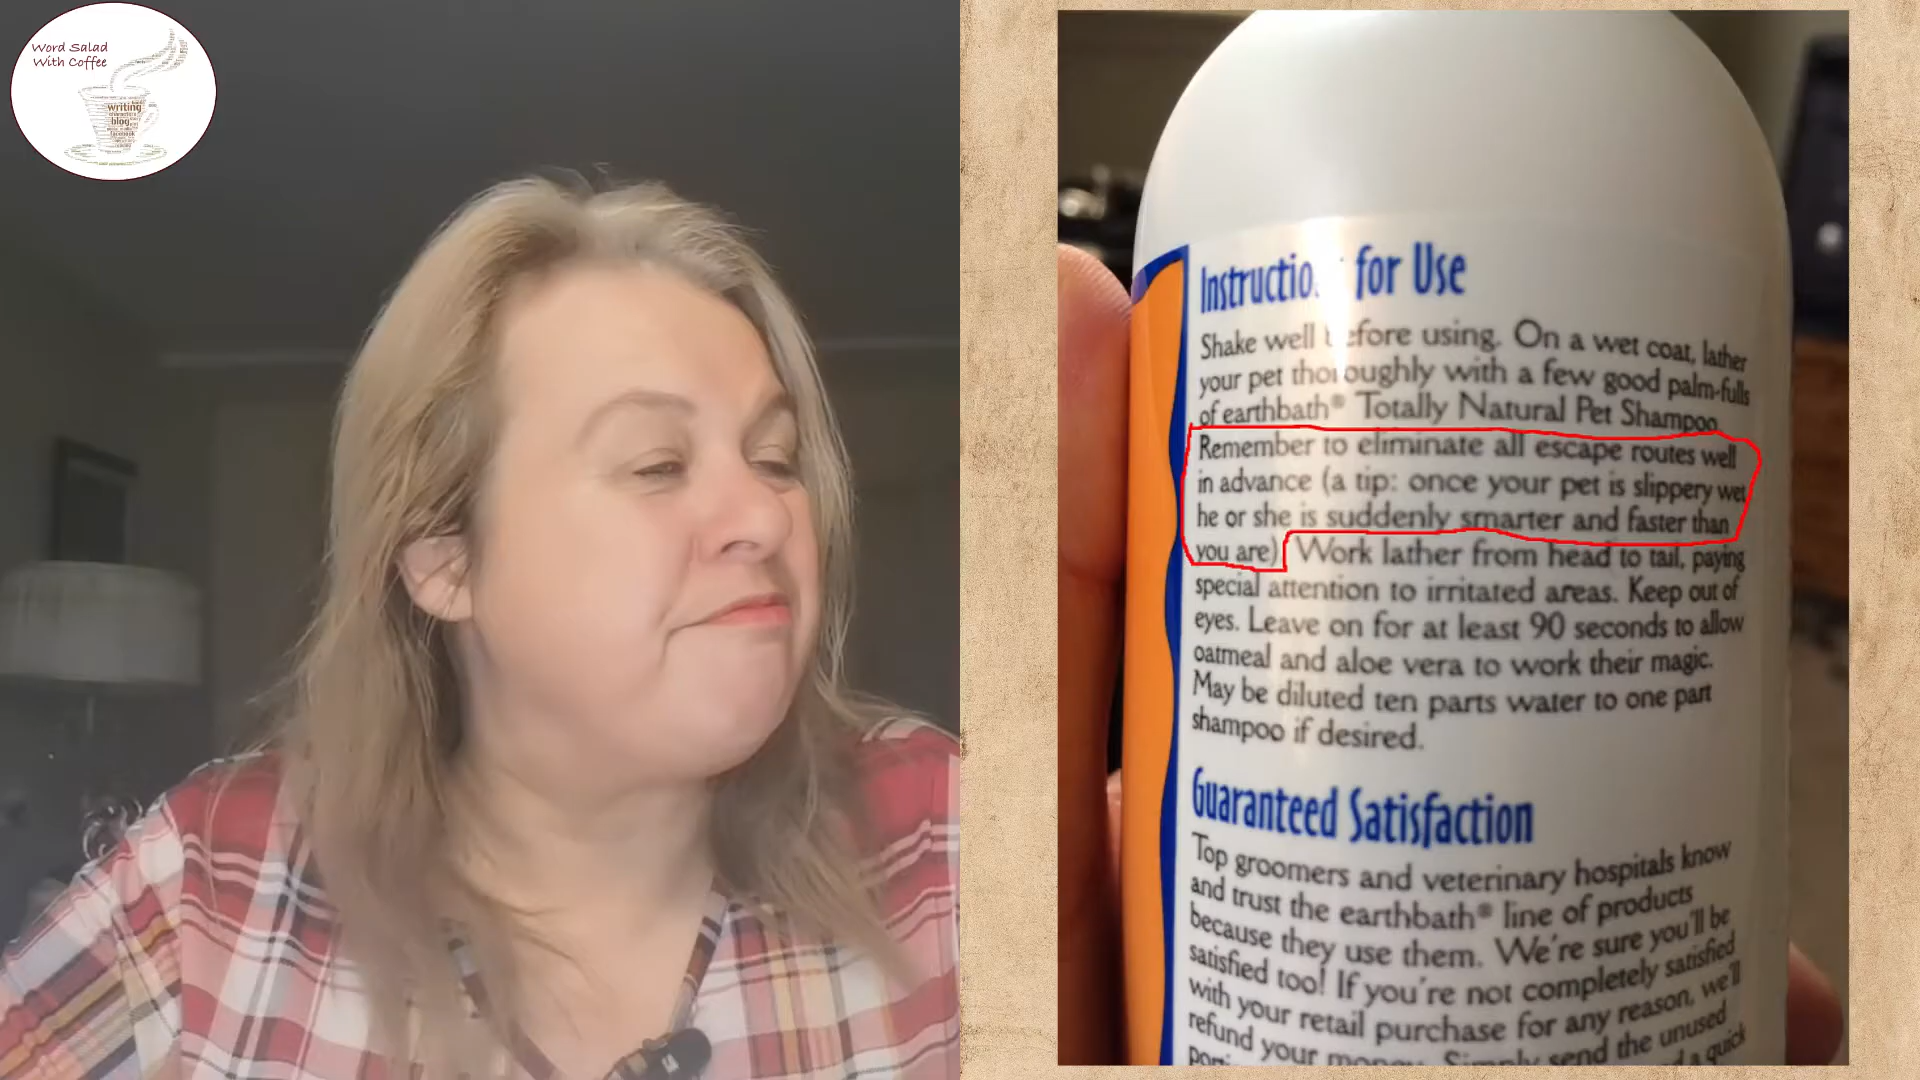 Word Salad
With Coffee
writing
blog
Instructio for Use
Shake well before using. On a wet coat, lather
your pet thoroughly with a few good palm-fulls
of earthbath® Totally Natural Pet Shampoo.
Remember to eliminate all escape routes well
in advance (a tip: once your pet is slippery wet
he or she is suddenly smarter and faster than
you are) Work lather from head to tail, paying
special attention to irritated areas. Keep out of
eyes. Leave on for at least 90 seconds to allow
oatmeal and aloe vera to work their magic.
May be diluted ten parts water to one part
shampoo if desired.
Guaranteed Satisfaction
Top groomers and veterinary hospitals know
and trust the earthbath® line of products
because they use them. We're sure you'll be
satisfied too! If you're not completely satisfied
with your retail purchase for any reason, we'll
refund your money. Simply send the unused
a quick